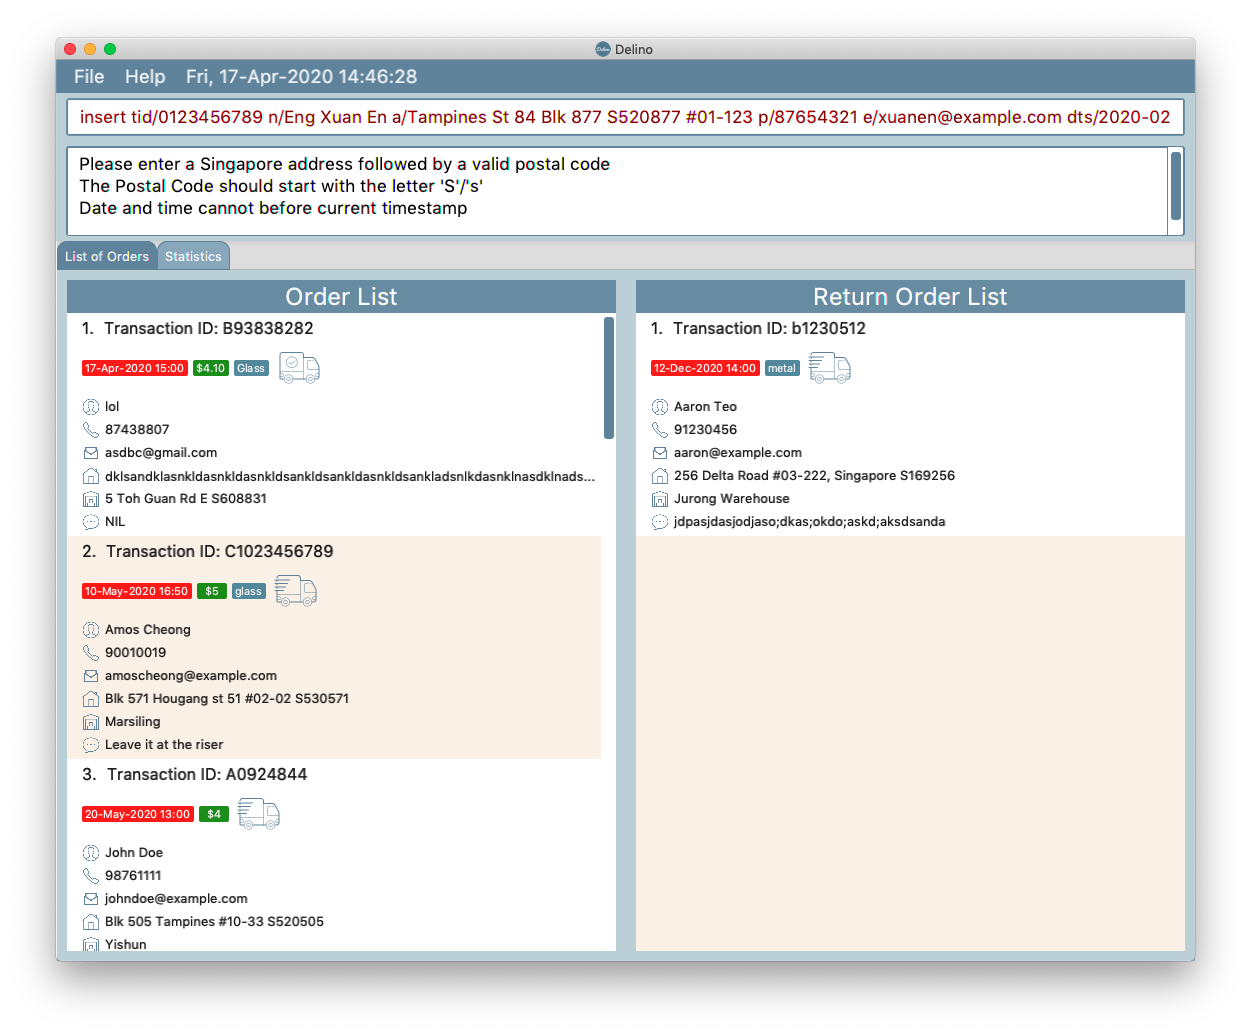 Delino
File Help Fri, 17-Apr-2020 14:46:28
insert tid/0123456789 n/Eng Xuan En a/Tampines St 84 Blk 877 S520877 #01-123 p/87654321 e/xuanen@example.com dts/2020-02
Please enter a Singapore address followed by a valid postal code
The Postal Code should start with the letter 'S'/'s'
Date and time cannot before current timestamp
List of Orders Statistics
Order List
1. Transaction ID: B93838282
17-Apr-2020 15:00 $4.10 Glass
lol
87438807
asdbc@gmail.com
dklsandklasnkldasnkldasnkldsankldsankldasnkldsankladsnlkdasnklnasdklnads...
5 Toh Guan Rd E S608831
NIL
2. Transaction ID: C1023456789
10-May-2020 16:50 $5 glass
Amos Cheong
90010019
amoscheong@example.com
Blk 571 Hougang st 51 #02-02 S530571
Marsiling
Leave it at the riser
3. Transaction ID: A0924844
20-May-2020 13:00 $4
John Doe
98761111
johndoe@example.com
Blk 505 Tampines #10-33 S520505
Yishun
Return Order List
1. Transaction ID: b1230512
12-Dec-2020 14:00 metal
Aaron Teo
91230456
aaron@example.com
256 Delta Road #03-222, Singapore S169256
Jurong Warehouse
jdpasjdasjodjaso;dkas;okdo;askd;aksdsanda